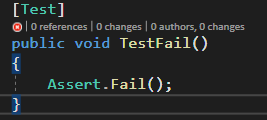 [Test]
0 references | 0 changes | 0 authors, 0 changes
public void TestFail()
{
Assert.Fail();
}